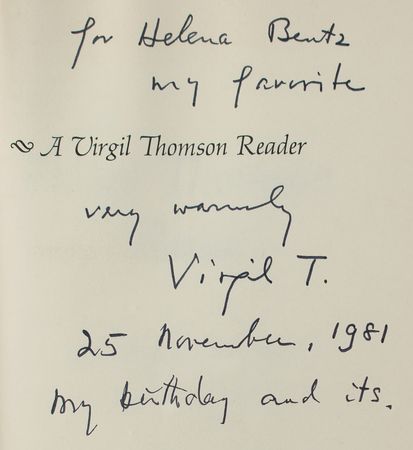 for Helena Bentz
my favorite
A Virgil Thomson Reader
very warmly
Virgil T.
25 November, 1981
my birthday and its.